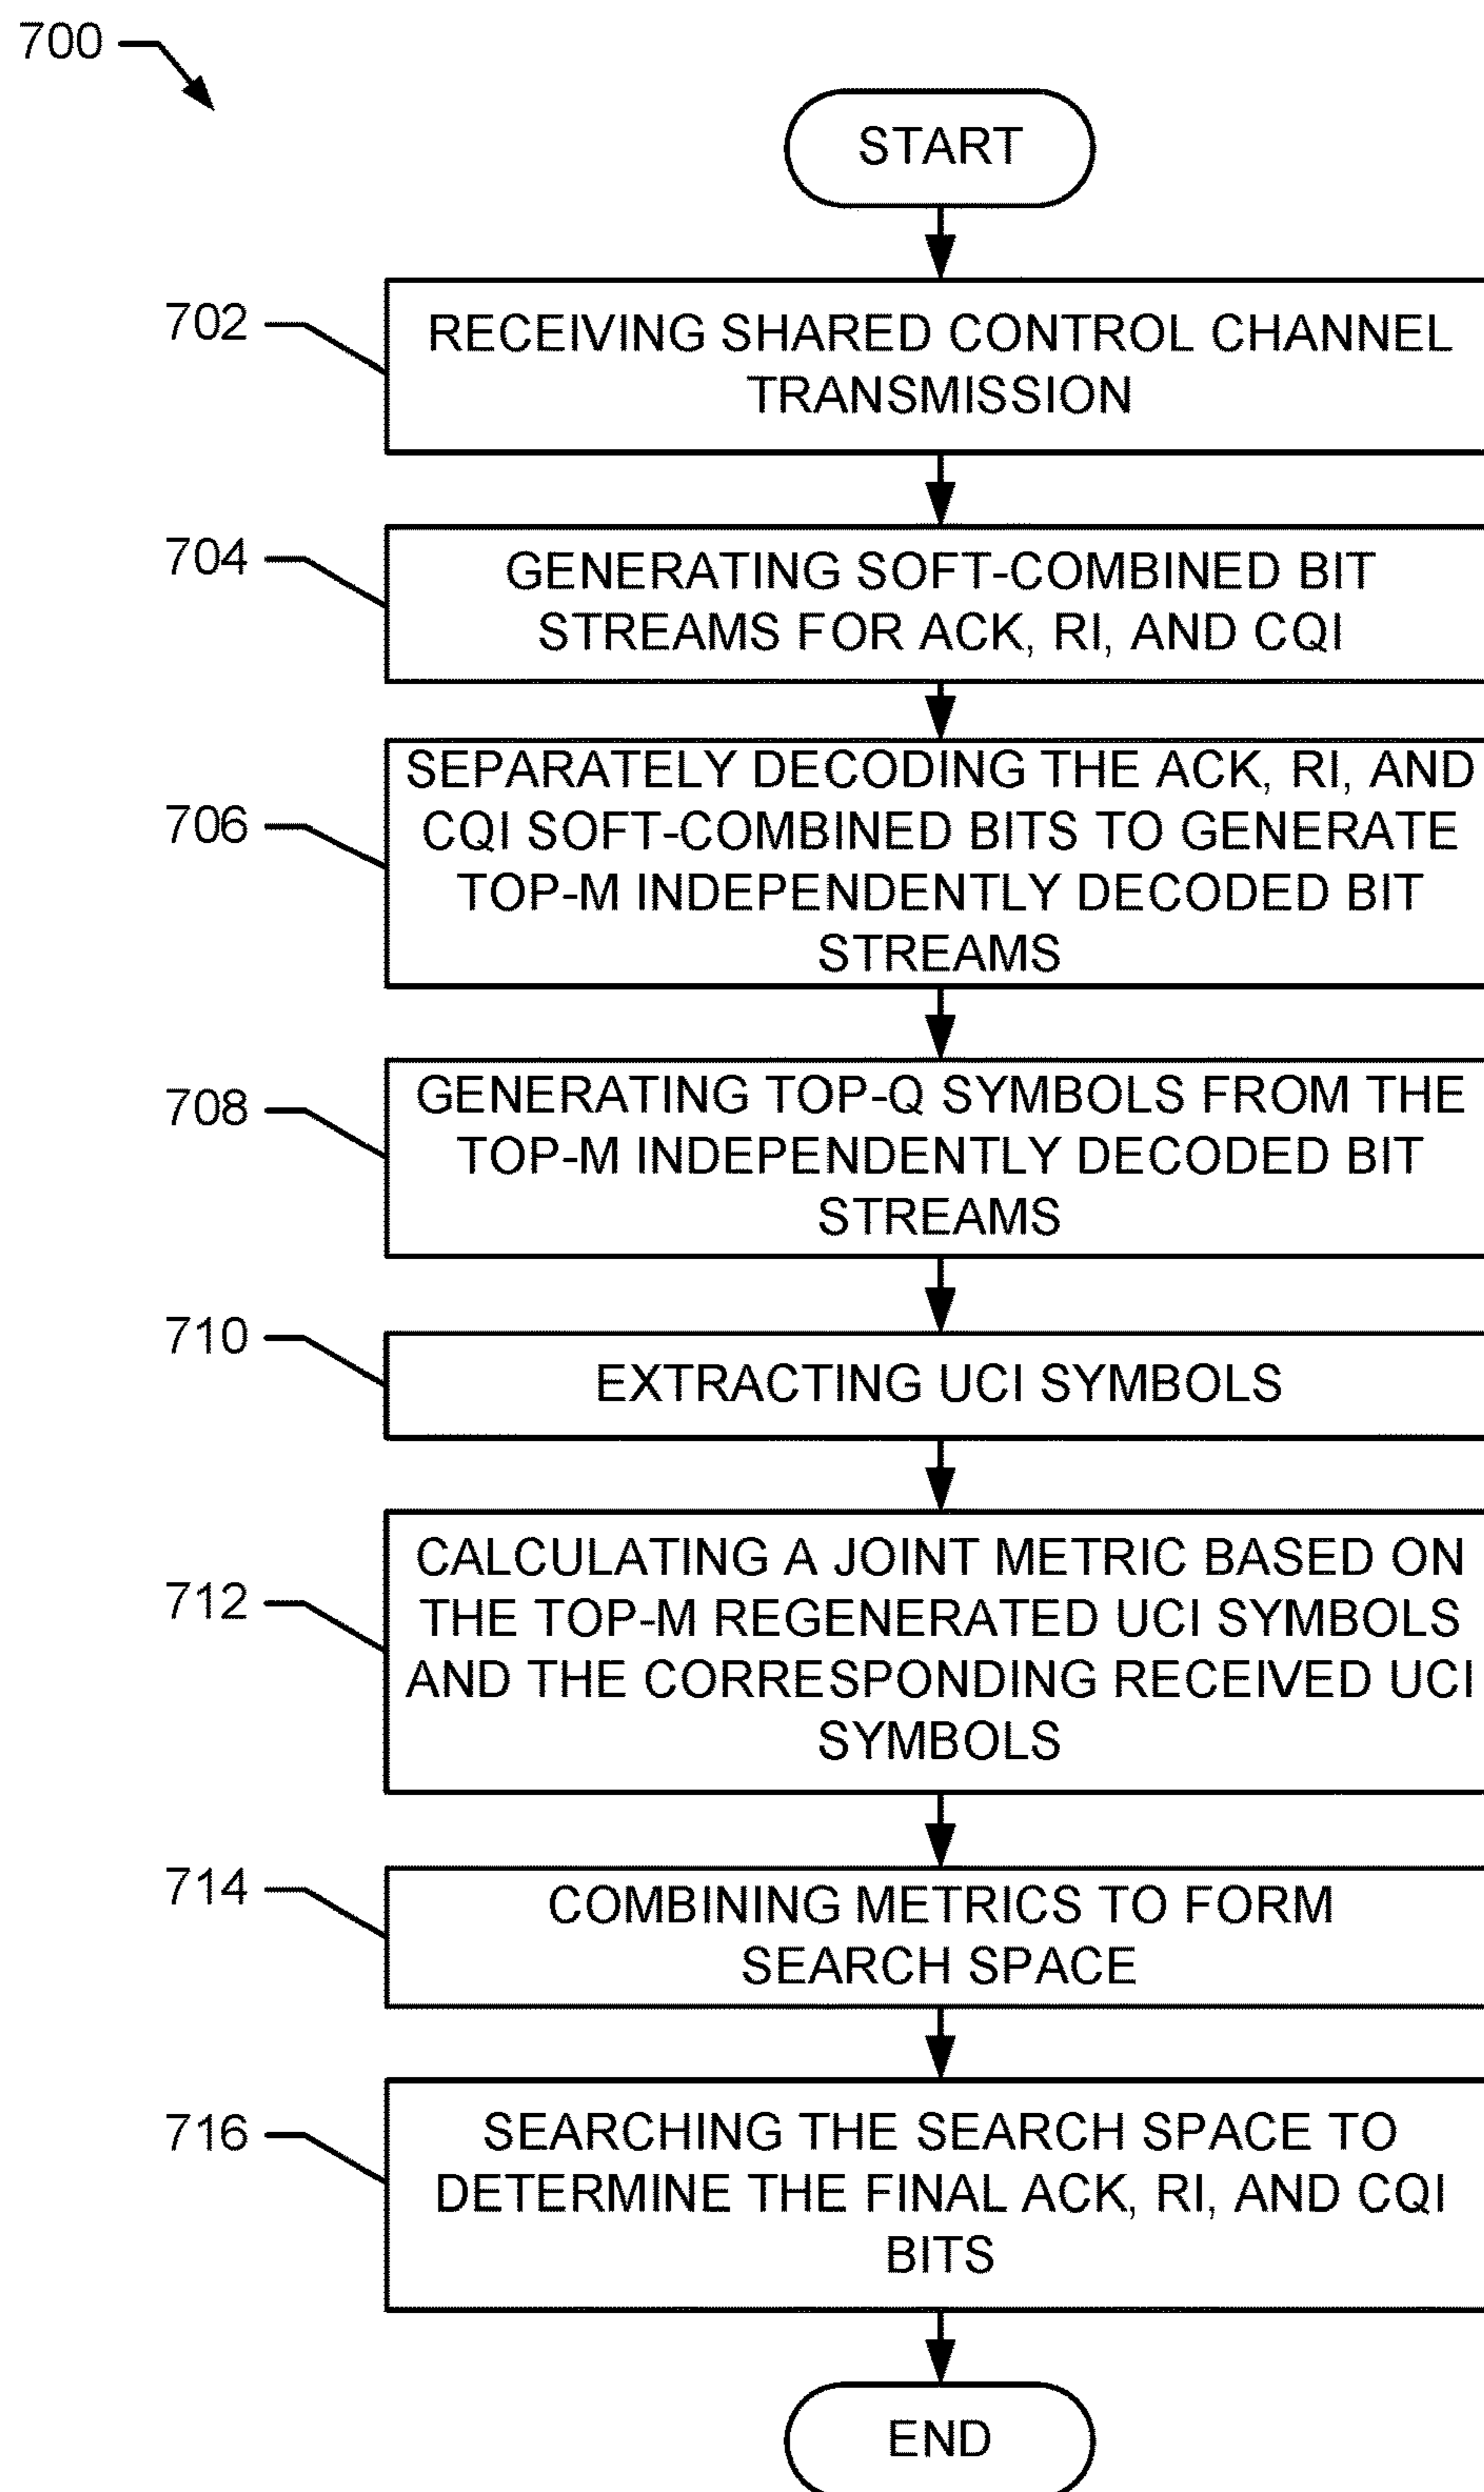 700
START
702
RECEIVING SHARED CONTROL CHANNEL
TRANSMISSION
704
GENERATING SOFT-COMBINED BIT
STREAMS FOR ACK, RI, AND CQI
706
SEPARATELY DECODING THE ACK, RI, AND
CQI SOFT-COMBINED BITS TO GENERATE
TOP-M INDEPENDENTLY DECODED BIT
STREAMS
708
GENERATING TOP-Q SYMBOLS FROM THE
TOP-M INDEPENDENTLY DECODED BIT
STREAMS
710
EXTRACTING UCI SYMBOLS
712
CALCULATING A JOINT METRIC BASED ON
THE TOP-M REGENERATED UCI SYMBOLS
AND THE CORRESPONDING RECEIVED UCI
SYMBOLS
714
COMBINING METRICS TO FORM
SEARCH SPACE
716
SEARCHING THE SEARCH SPACE TO
DETERMINE THE FINAL ACK, RI, AND CQI
BITS
END